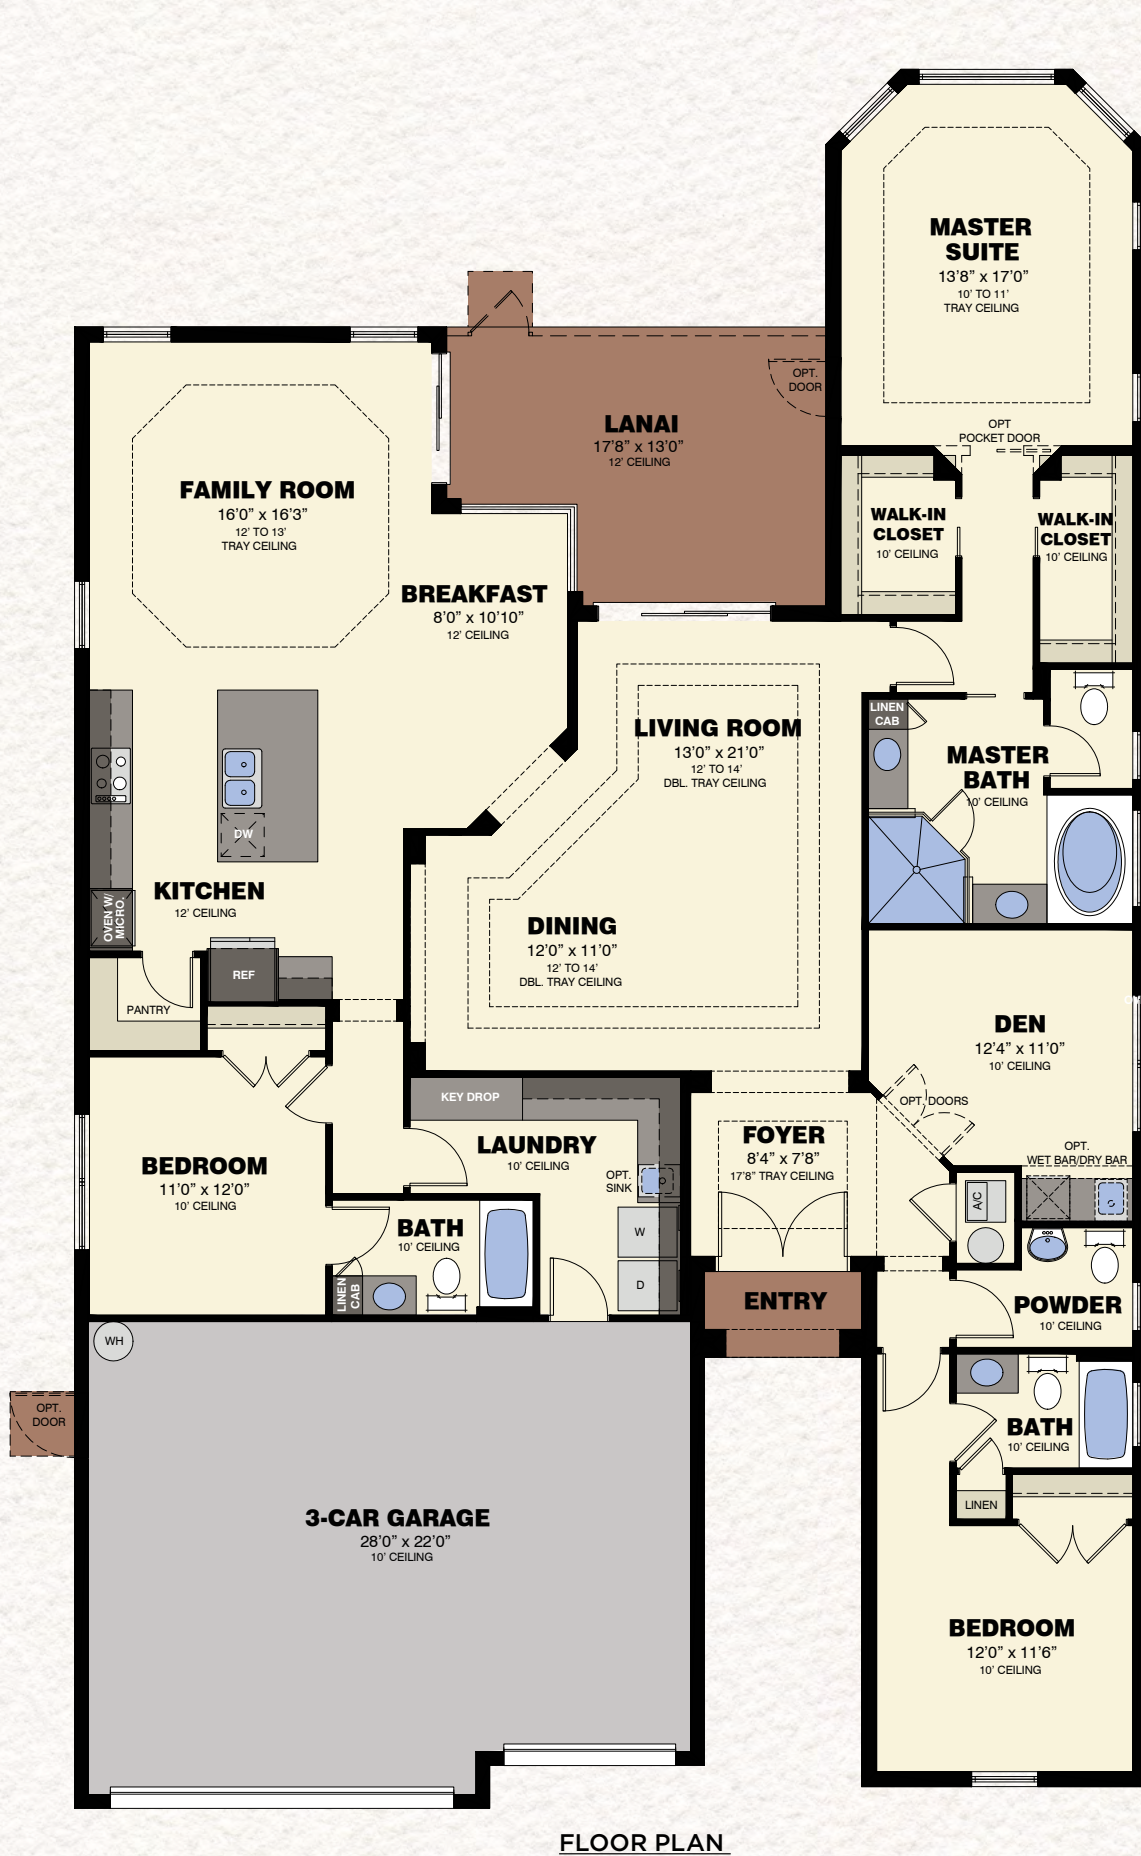 MASTER
SUITE
13'8” x 17'0”
10' TO 11'
TRAY CEILING
OPT.
DOOR
LANAI
17'8” x 13'0”
12' CEILING
OPT
POCKET DOOR
FAMILY ROOM
16'0” x 16'3”
12' TO 13'
TRAY CEILING
WALK-IN
CLOSET
10' CEILING
WALK-IN
CLOSET
10' CEILING
BREAKFAST
8'0” x 10'10”
12' CEILING
LIVING ROOM
13'0” x 21'0”
12' TO 14'
DBL. TRAY CEILING
LINEN
CAB
MASTER
BATH
10' CEILING
DW
KITCHEN
12' CEILING
OVEN W/
MICRO.
DINING
12'0” x 11'0”
12' TO 14'
DBL. TRAY CEILING
REF
PANTRY
DEN
12'4” x 11'0”
10' CEILING
KEY DROP
OPT. DOORS
LAUNDRY
10' CEILING
FOYER
8'4” x 7'8”
17'8” TRAY CEILING
OPT.
WET BAR/DRY BAR
BEDROOM
11'0” x 12'0”
10' CEILING
OPT.
SINK
A/C
BATH
10' CEILING
W
D
LINEN
CAB
ENTRY
POWDER
10' CEILING
WH
OPT.
DOOR
BATH
10' CEILING
LINEN
3-CAR GARAGE
28'0” x 22'0”
10' CEILING
BEDROOM
12'0” x 11'6”
10' CEILING
FLOOR PLAN